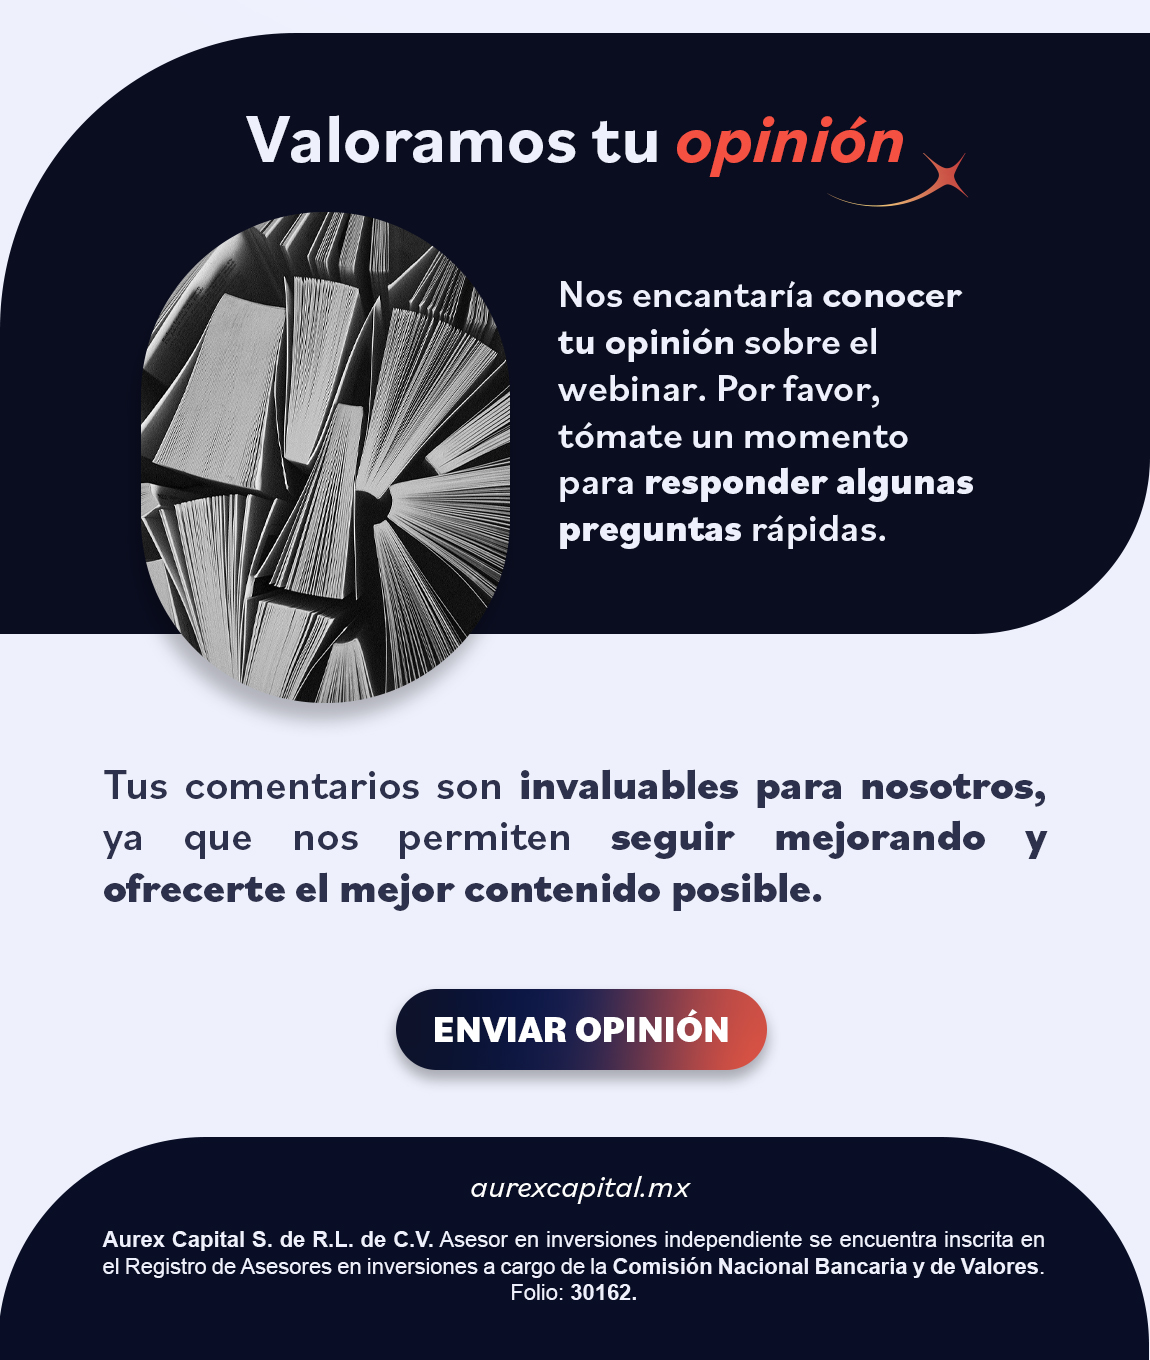 Valoramos tu opinión
Nos encantaría conocer
tu opinión sobre el
webinar. Por favor,
tómate un momento
para responder algunas
preguntas rápidas.
Tus comentarios son invaluables para nosotros,
ya que nos permiten seguir mejorando y
ofrecerte el mejor contenido posible.
ENVIAR OPINIÓN
aurexcapital.mx
Aurex Capital S. de R.L. de C.V. Asesor en inversiones independiente se encuentra inscrita en
el Registro de Asesores en inversiones a cargo de la Comisión Nacional Bancaria y de Valores.
Folio: 30162.